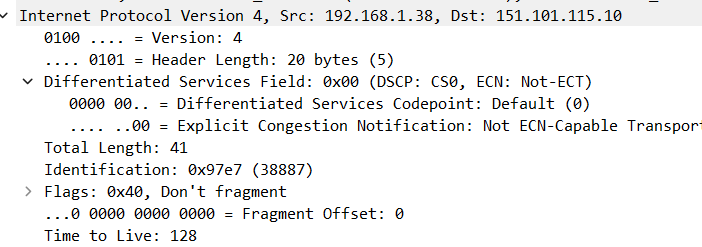 Internet Protocol Version 4, Src: 192.168.1.38, Dst: 151.101.115.10
0100 .... = Version: 4
.... 0101 = Header Length: 20 bytes (5)
Differentiated Services Field: 0x00 (DSCP: CS0, ECN: Not-ECT)
0000 00.. = Differentiated Services Codepoint: Default (0)
.... ..00 = Explicit Congestion Notification: Not ECN-Capable Transpor
Total Length: 41
Identification: 0x97e7 (38887)
Flags: 0x40, Don't fragment
...0 0000 0000 0000 = Fragment Offset: 0
Time to Live: 128